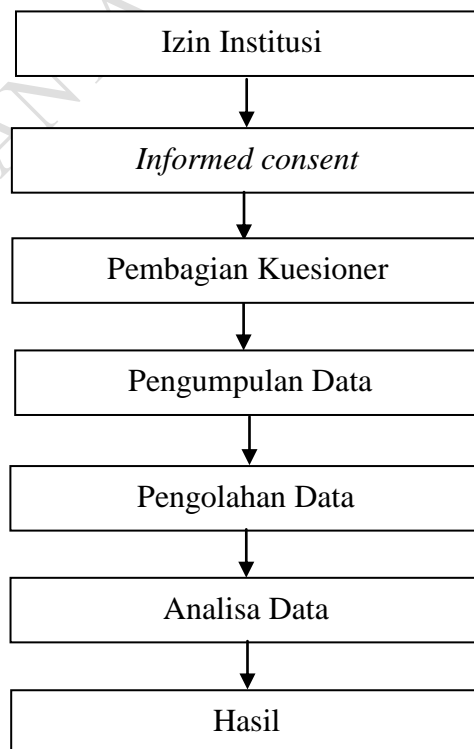 Izin Institusi
Informed consent
Pembagian Kuesioner
Pengumpulan Data
Pengolahan Data
Analisa Data
Hasil